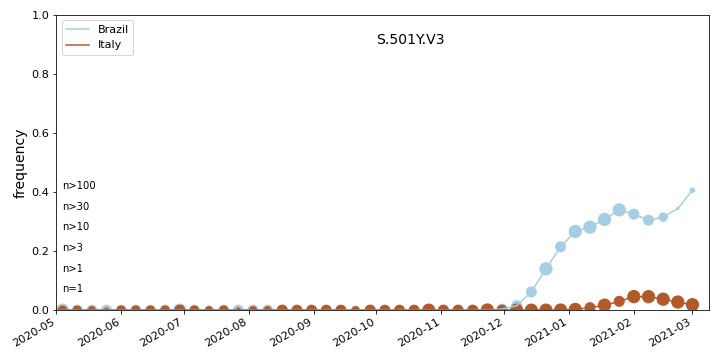 S.501Y.V3
Brazil
Italy
frequency
1.0
0.8
0.6
0.4
0.2
0.0
n>100
n>30
n>10
n>3
n>1
n=1
2020-05
2020-06
2020-07
2020-08
2020-09
2020-10
2020-11
2020-12
2021-01
2021-02
2021-03